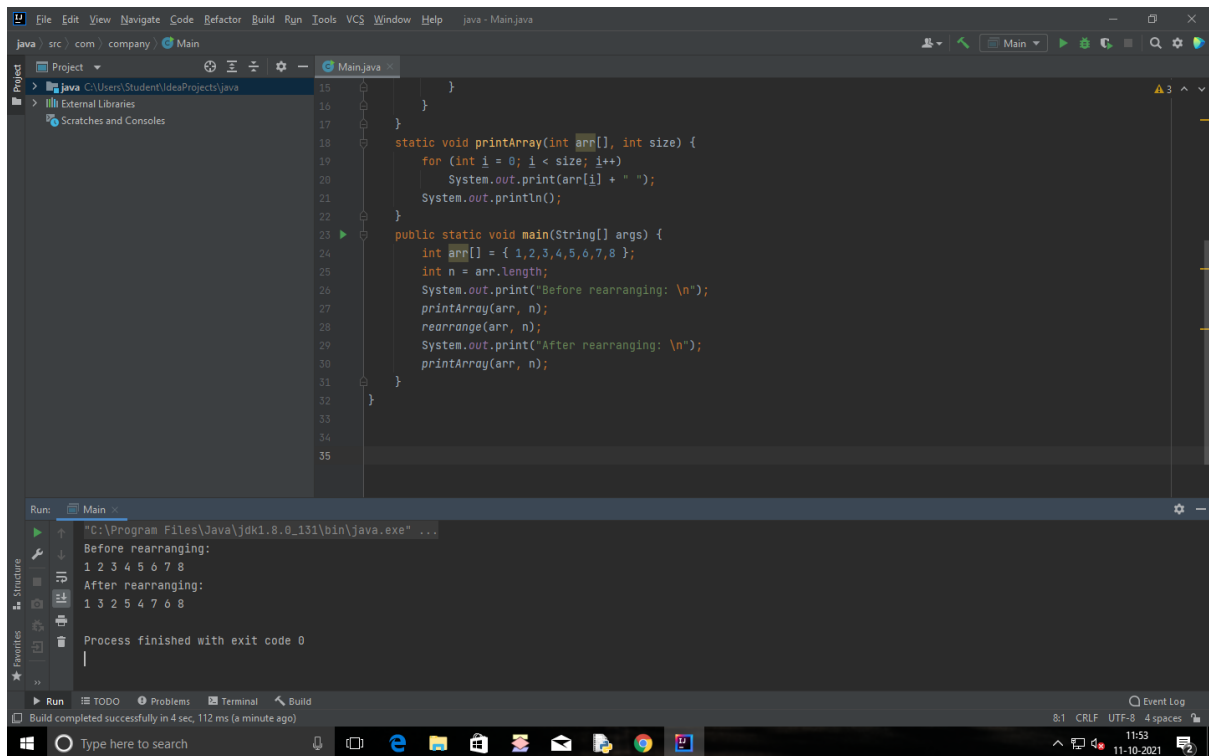 File Edit View Navigate Code Refactor Build Run Tools VCS Window Help java - Main.java
java src com company Main
Main
Project
Main.java
Project
java C:\Users\Student\IdeaProjects\java
External Libraries
Scratches and Consoles
3
15 }
16 }
17 }
18 static void printArray(int arr[], int size) {
19 for (int i = 0; i < size; i++)
20 System.out.print(arr[i] + " ");
21 System.out.println();
22 }
23 public static void main(String[] args) {
24 int arr[] = { 1,2,3,4,5,6,7,8 };
25 int n = arr.length;
26 System.out.print("Before rearranging: \n");
27 printArray(arr, n);
28 rearrange(arr, n);
29 System.out.print("After rearranging: \n");
30 printArray(arr, n);
31 }
32 }
33
34
35
Run: Main
"C:\Program Files\Java\jdk1.8.0_131\bin\java.exe" ...
Before rearranging:
1 2 3 4 5 6 7 8
After rearranging:
1 3 2 5 4 7 6 8
Process finished with exit code 0
Structure
Favorites
Run TODO Problems Terminal Build Event Log
Build completed successfully in 4 sec, 112 ms (a minute ago) 8:1 CRLF UTF-8 4 spaces
Type here to search
11:53
11-10-2021
2